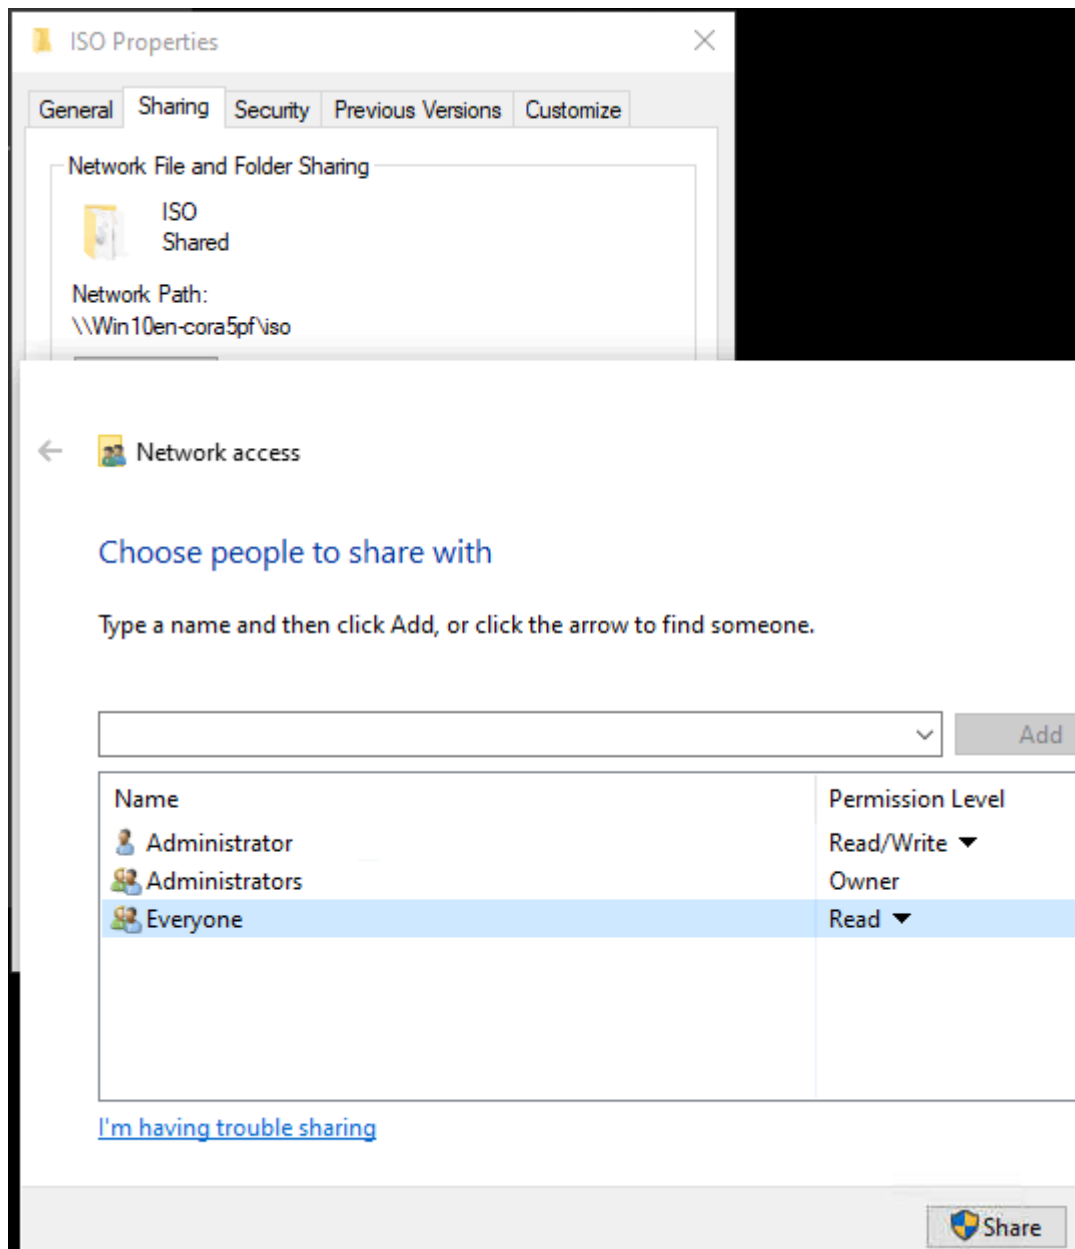 ISO Properties
General Sharing Security Previous Versions Customize
Network File and Folder Sharing
ISO
Shared
Network Path:
\\Win10en-cora5pf\iso
Network access
Choose people to share with
Type a name and then click Add, or click the arrow to find someone.
Add
Name Permission Level
Administrator Read/Write
Administrators Owner
Everyone Read
I'm having trouble sharing
Share